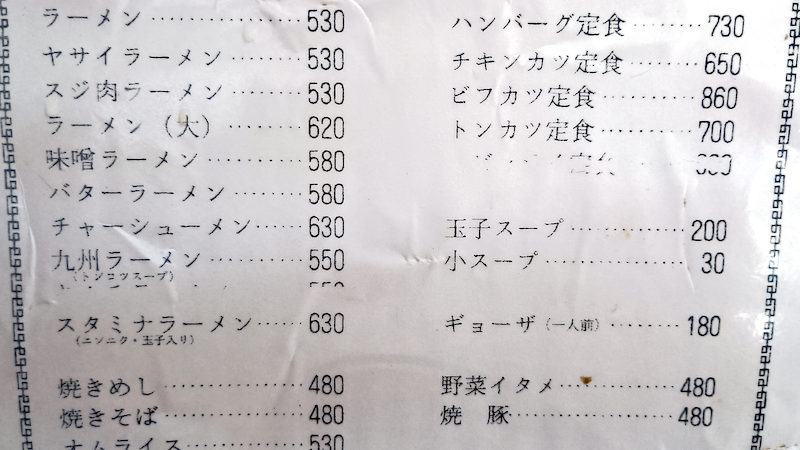 ラーメン………………530
ヤサイラーメン…………530
スジ肉ラーメン…………530
ラーメン（大）…………620
味噌ラーメン……………580
バターラーメン…………580
チャーシューメン………630
九州ラーメン……………550
（トンコツスープ）
スタミナラーメン………630
（ニンニク・玉子入り）
焼きめし…………………480
焼きそば…………………480
オムライス………………530
ハンバーグ定食…………730
チキンカツ定食…………650
ビフカツ定食……………860
トンカツ定食……………700
玉子スープ………………200
小スープ…………………30
ギョーザ（一人前）………180
野菜イタメ………………480
焼　豚……………………480